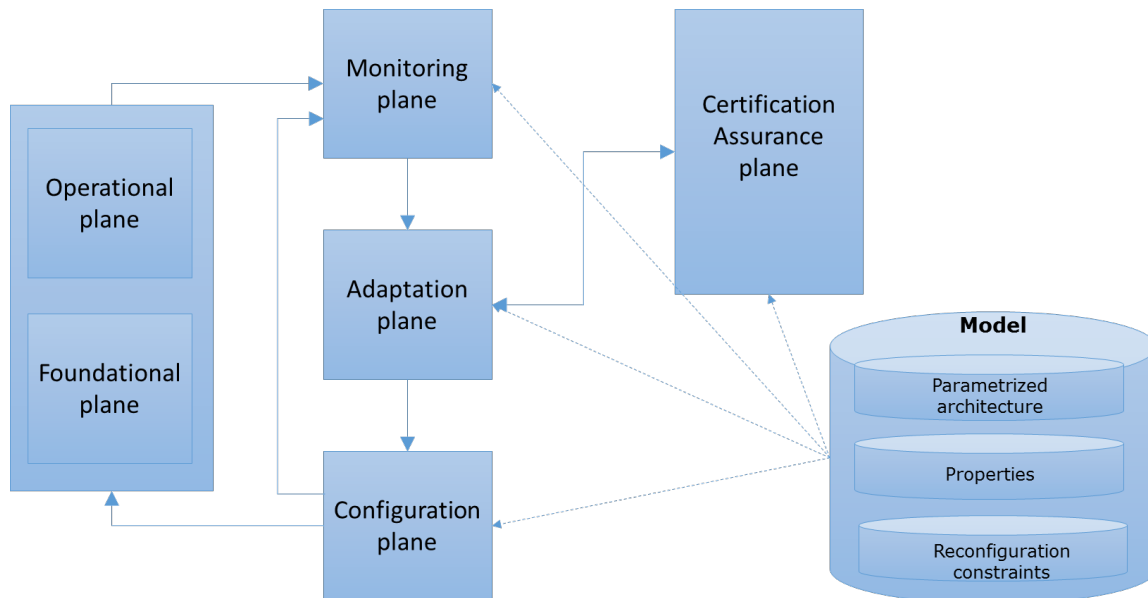 Monitoring
plane
Certification
Assurance
plane
Operational
plane
Adaptation
plane
Foundational
plane
Configuration
plane
Model
Parametrized
architecture
Properties
Reconfiguration
constraints